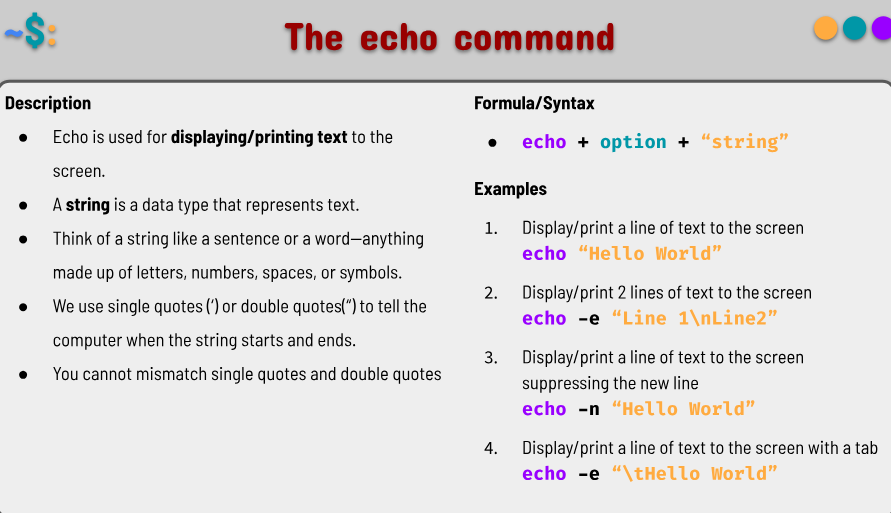 ~$:
The echo command
Description
● Echo is used for displaying/printing text to the
screen.
● A string is a data type that represents text.
● Think of a string like a sentence or a word—anything
made up of letters, numbers, spaces, or symbols.
● We use single quotes (‘) or double quotes(“) to tell the
computer when the string starts and ends.
● You cannot mismatch single quotes and double quotes
Formula/Syntax
● echo + option + “string”
Examples
1. Display/print a line of text to the screen
echo “Hello World”
2. Display/print 2 lines of text to the screen
echo -e “Line 1\nLine2”
3. Display/print a line of text to the screen
suppressing the new line
echo -n “Hello World”
4. Display/print a line of text to the screen with a tab
echo -e “\tHello World”